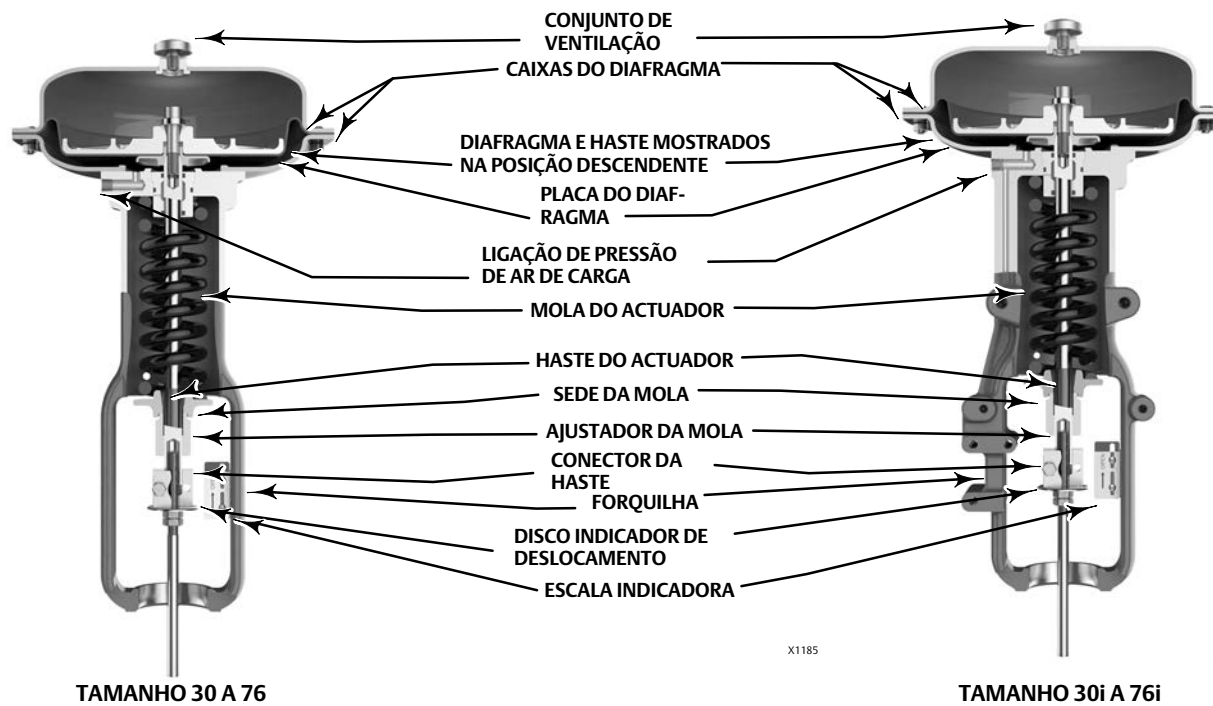 CONJUNTO DE
VENTILAÇÃO
CAIXAS DO DIAFRAGMA
DIAFRAGMA E HASTE MOSTRADOS
NA POSIÇÃO DESCENDENTE
PLACA DO DIAF-
RAGMA
LIGAÇÃO DE PRESSÃO
DE AR DE CARGA
MOLA DO ACTUADOR
HASTE DO ACTUADOR
SEDE DA MOLA
AJUSTADOR DA MOLA
CONECTOR DA
HASTE
FORQUILHA
DISCO INDICADOR DE
DESLOCAMENTO
ESCALA INDICADORA
X1185
TAMANHO 30 A 76
TAMANHO 30i A 76i